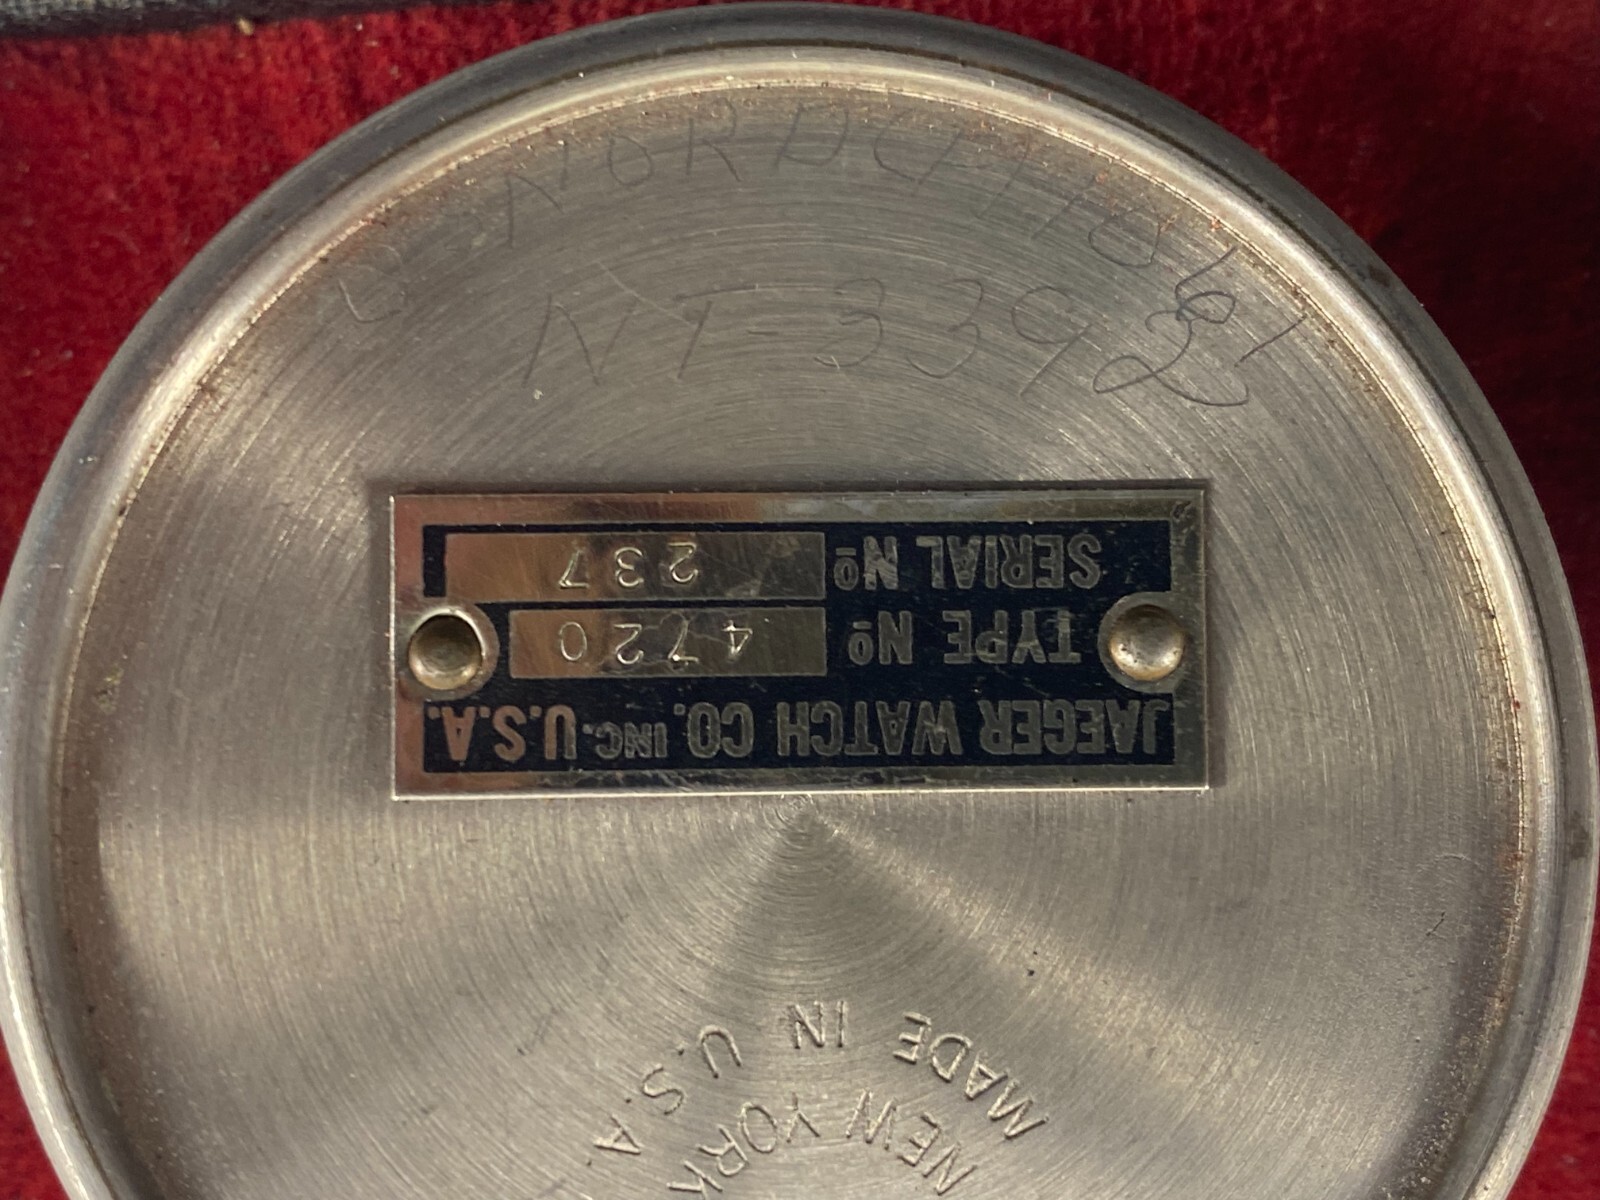 NT-3392
JAEGER WATCH CO. INC. U.S.A.
TYPE Nº 4720
SERIAL Nº 237
NEW YORK
MADE IN U.S.A